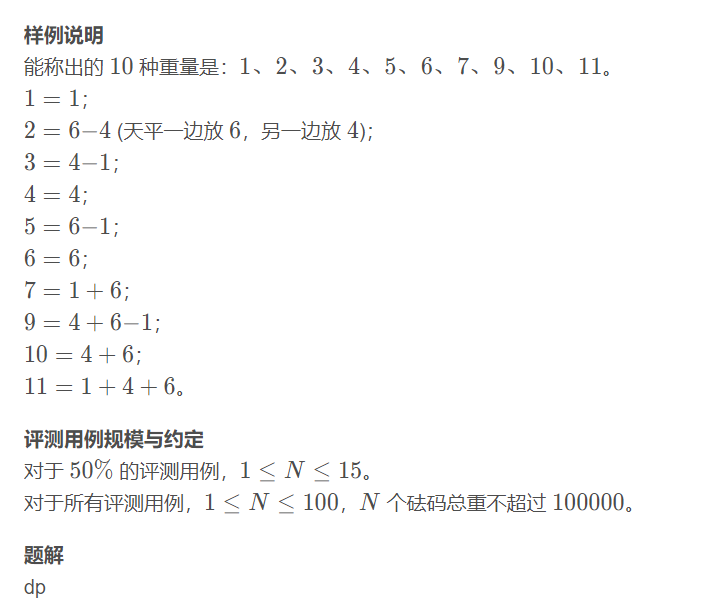 样例说明
能称出的 10 种重量是：1、2、3、4、5、6、7、9、10、11。
1 = 1；
2 = 6−4 (天平一边放 6，另一边放 4)；
3 = 4−1；
4 = 4；
5 = 6−1；
6 = 6；
7 = 1 + 6；
9 = 4 + 6−1；
10 = 4 + 6；
11 = 1 + 4 + 6。
评测用例规模与约定
对于 50% 的评测用例，1 ≤ N ≤ 15。
对于所有评测用例，1 ≤ N ≤ 100，N 个砝码总重不超过 100000。
题解
dp